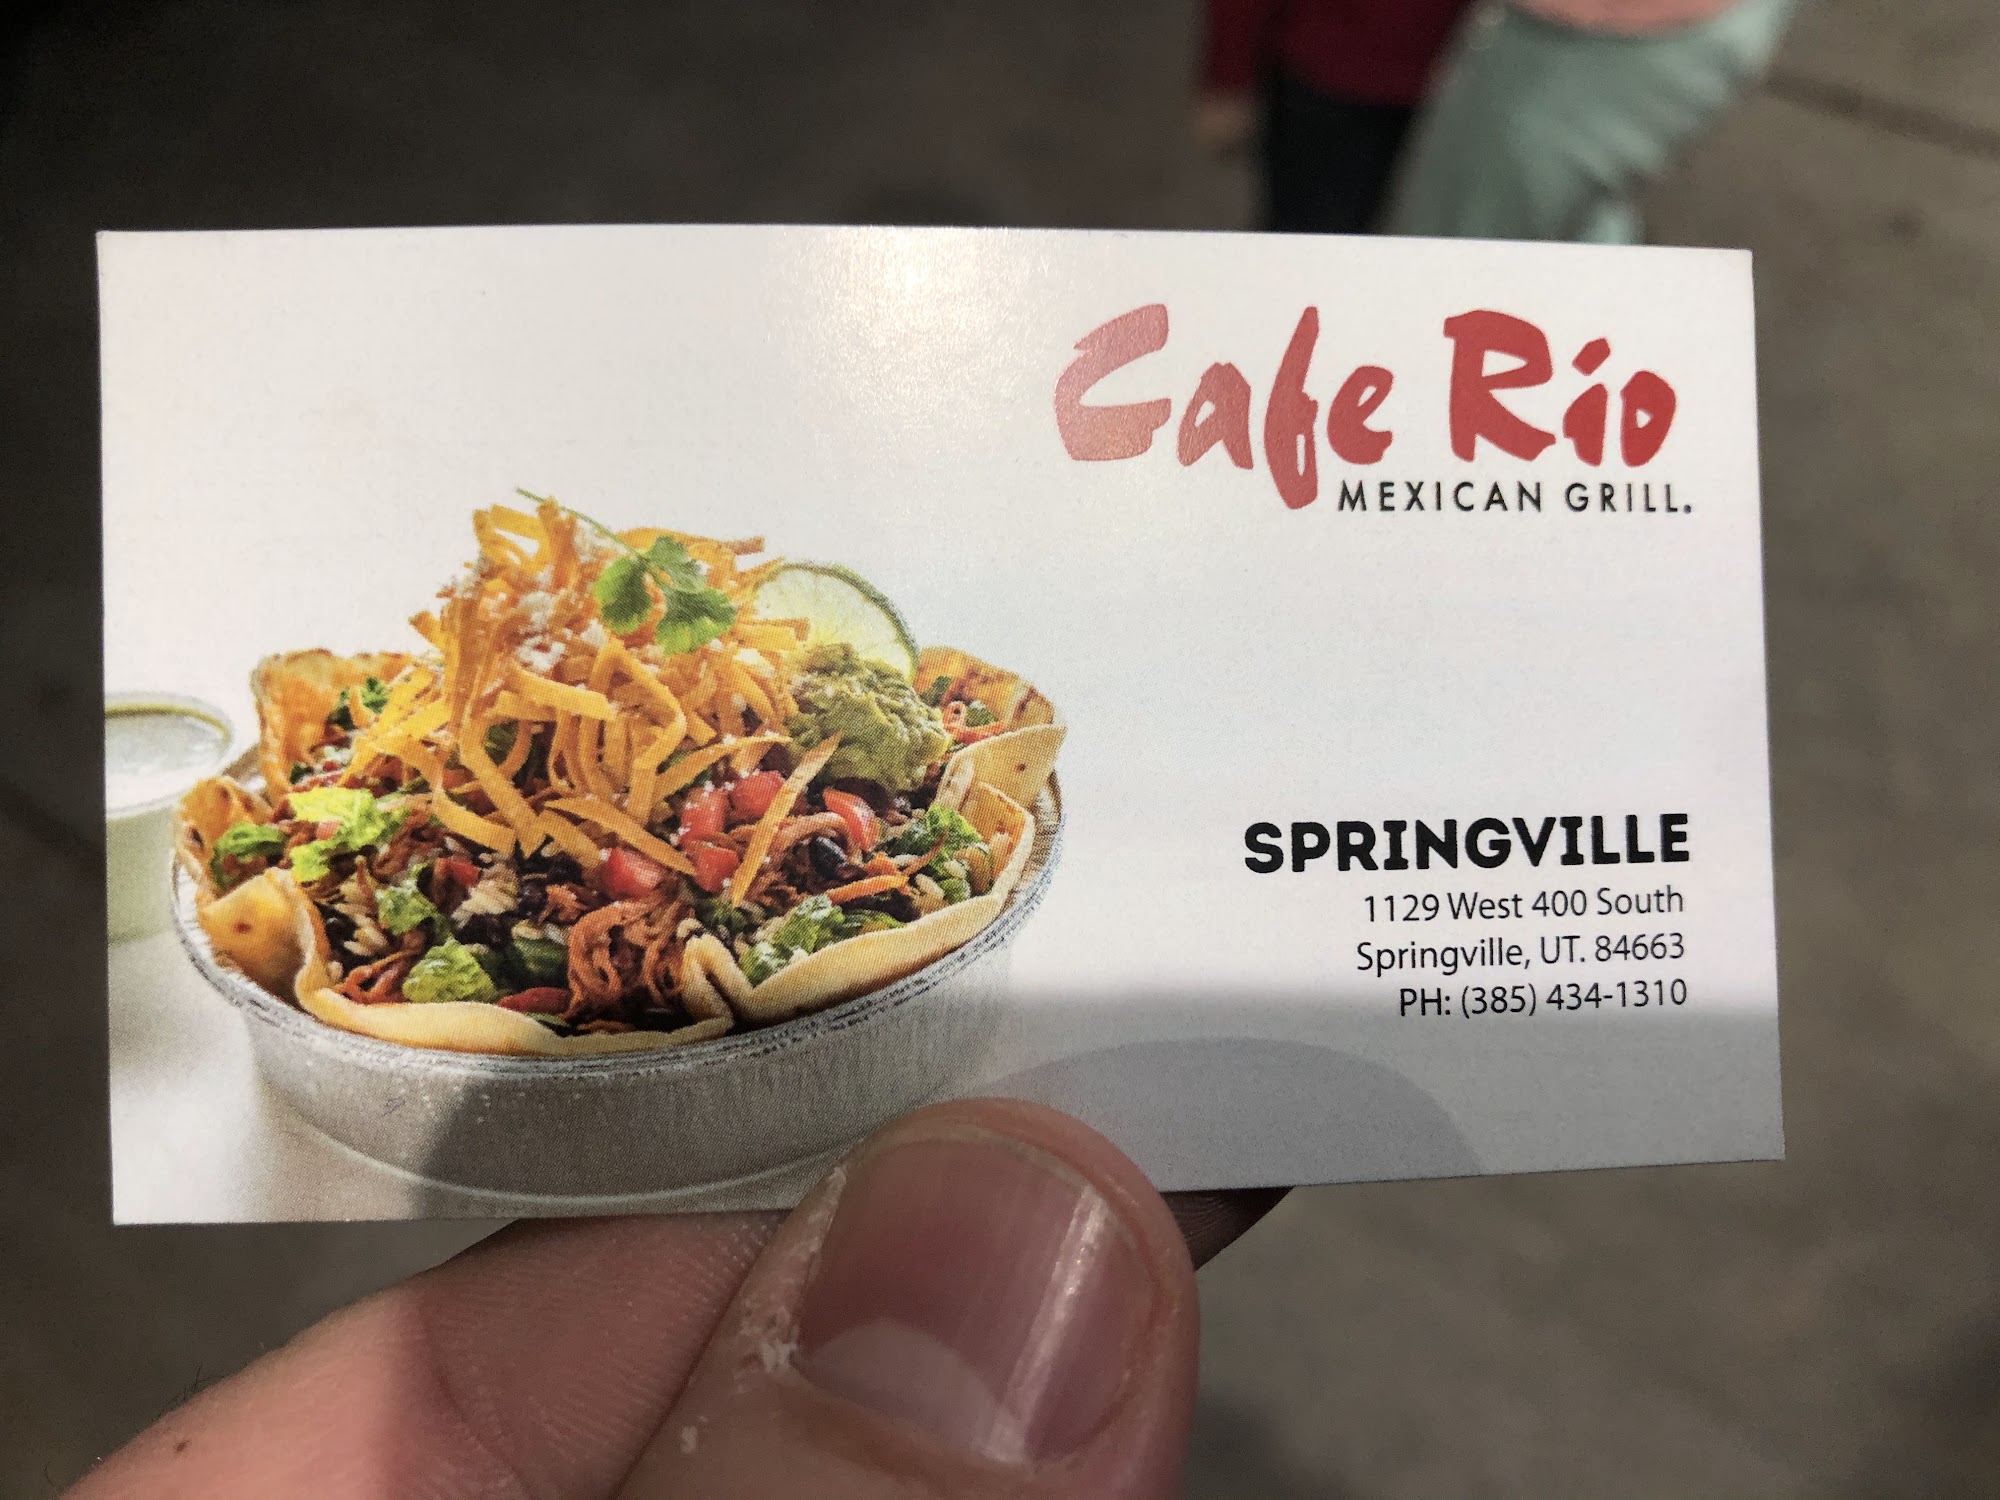 Cafe Rio
MEXICAN GRILL.
SPRINGVILLE
1129 West 400 South
Springville, UT. 84663
PH: (385) 434-1310